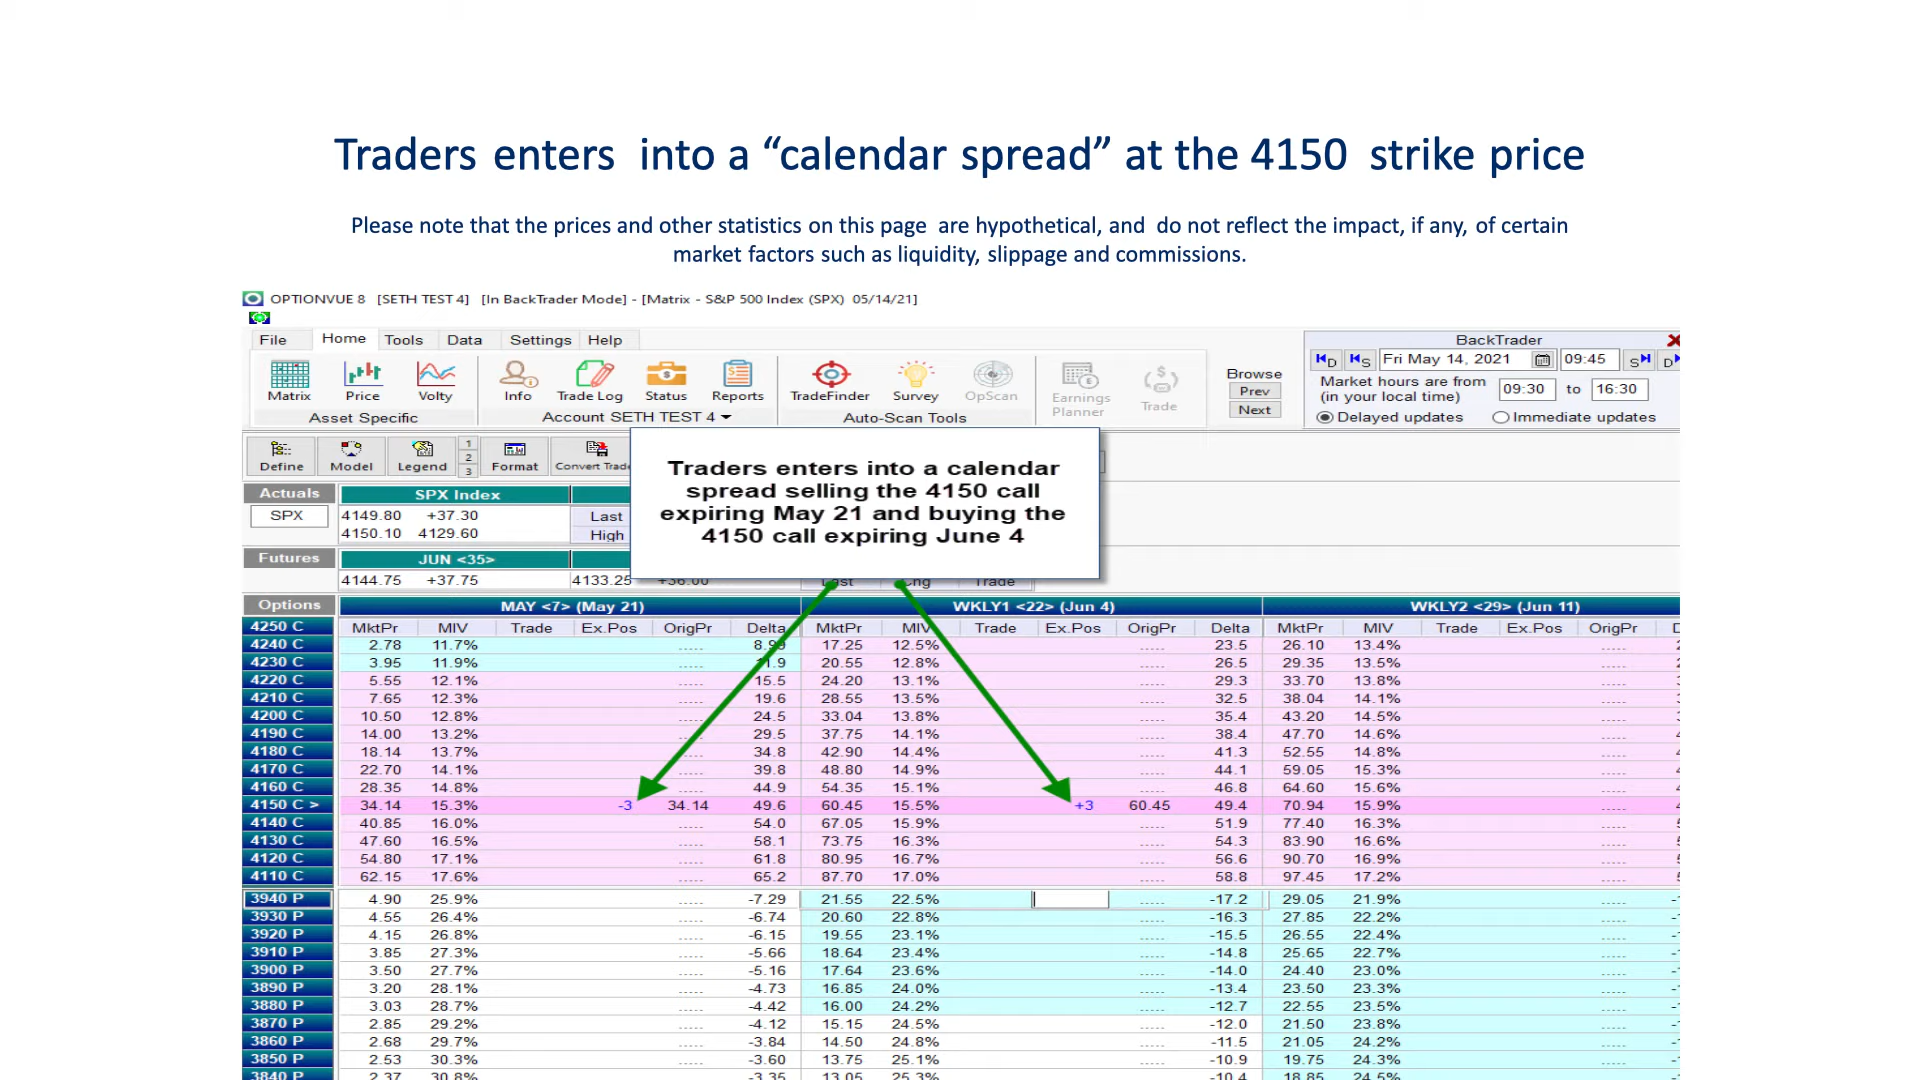 Traders enters  into a “calendar spread” at the 4150  strike price
Please note that the prices and other statistics on this page  are hypothetical, and  do not reflect the impact, if any, of certain
market factors such as liquidity, slippage and commissions.
OPTIONVUE 8 [SETH TEST 4] [In BackTrader Mode] - [Matrix - S&P 500 Index (SPX) 05/14/21]
File Home Tools Data Settings Help
BackTrader
Fri May 14, 2021 09:45
Market hours are from
(in your local time) 09:30 to 16:30
Delayed updates Immediate updates
Matrix Price Volty Info Trade Log Status Reports TradeFinder Survey OpScan Earnings Planner Trade
Browse
Prev
Next
Asset Specific Account SETH TEST 4 Auto-Scan Tools
Define Model Legend 1 2 3 Format Convert Trade
Traders enters into a calendar
spread selling the 4150 call
expiring May 21 and buying the
4150 call expiring June 4
Actuals SPX Index
SPX 4149.80 +37.30 Last
4150.10 4129.60 High
Futures JUN <35>
4144.75 +37.75 4133.25 +36.00 Last Chg Trade
Options MAY <7> (May 21) WKLY1 <22> (Jun 4) WKLY2 <29> (Jun 11)
4250 C MktPr MIV Trade Ex.Pos OrigPr Delta MktPr MIV Trade Ex.Pos OrigPr Delta MktPr MIV Trade Ex.Pos OrigPr
4240 C 2.78 11.7% ..... ..... 17.25 12.5% ..... 23.5 26.10 13.4% .....
4230 C 3.95 11.9% ..... 11.9 20.55 12.8% ..... 26.5 29.35 13.5% .....
4220 C 5.55 12.1% ..... 15.5 24.20 13.1% ..... 29.3 33.70 13.8% .....
4210 C 7.65 12.3% ..... 19.6 28.55 13.5% ..... 32.5 38.04 14.1% .....
4200 C 10.50 12.8% ..... 24.5 33.04 13.8% ..... 35.4 43.20 14.5% .....
4190 C 14.00 13.2% ..... 29.5 37.75 14.1% ..... 38.4 47.70 14.6% .....
4180 C 18.14 13.7% ..... 34.8 42.90 14.4% ..... 41.3 52.55 14.8% .....
4170 C 22.70 14.1% ..... 39.8 48.80 14.9% ..... 44.1 59.05 15.3% .....
4160 C 28.35 14.8% ..... 44.9 54.35 15.1% ..... 46.8 64.60 15.6% .....
4150 C > 34.14 15.3% -3 34.14 49.6 60.45 15.5% +3 60.45 49.4 70.94 15.9% .....
4140 C 40.85 16.0% ..... 54.0 67.05 15.9% ..... 51.9 77.40 16.3% .....
4130 C 47.60 16.5% ..... 58.1 73.75 16.3% ..... 54.3 83.90 16.6% .....
4120 C 54.80 17.1% ..... 61.8 80.95 16.7% ..... 56.6 90.70 16.9% .....
4110 C 62.15 17.6% ..... 65.2 87.70 17.0% ..... 58.8 97.45 17.2% .....
3940 P 4.90 25.9% ..... -7.29 21.55 22.5% ..... -17.2 29.05 21.9% .....
3930 P 4.55 26.4% ..... -6.74 20.60 22.8% ..... -16.3 27.85 22.2% .....
3920 P 4.15 26.8% ..... -6.15 19.55 23.1% ..... -15.5 26.55 22.4% .....
3910 P 3.85 27.3% ..... -5.66 18.64 23.4% ..... -14.8 25.65 22.7% .....
3900 P 3.50 27.7% ..... -5.16 17.64 23.6% ..... -14.0 24.40 23.0% .....
3890 P 3.20 28.1% ..... -4.73 16.85 24.0% ..... -13.4 23.50 23.3% .....
3880 P 3.03 28.7% ..... -4.42 16.00 24.2% ..... -12.7 22.55 23.5% .....
3870 P 2.85 29.2% ..... -4.12 15.15 24.5% ..... -12.0 21.50 23.8% .....
3860 P 2.68 29.7% ..... -3.84 14.50 24.8% ..... -11.5 21.05 24.2% .....
3850 P 2.53 30.3% ..... -3.60 13.75 25.1% ..... -10.9 19.75 24.3% .....
3840 P 2.37 30.8% ..... -3.35 13.05 25.3% ..... -10.4 18.85 24.5% .....